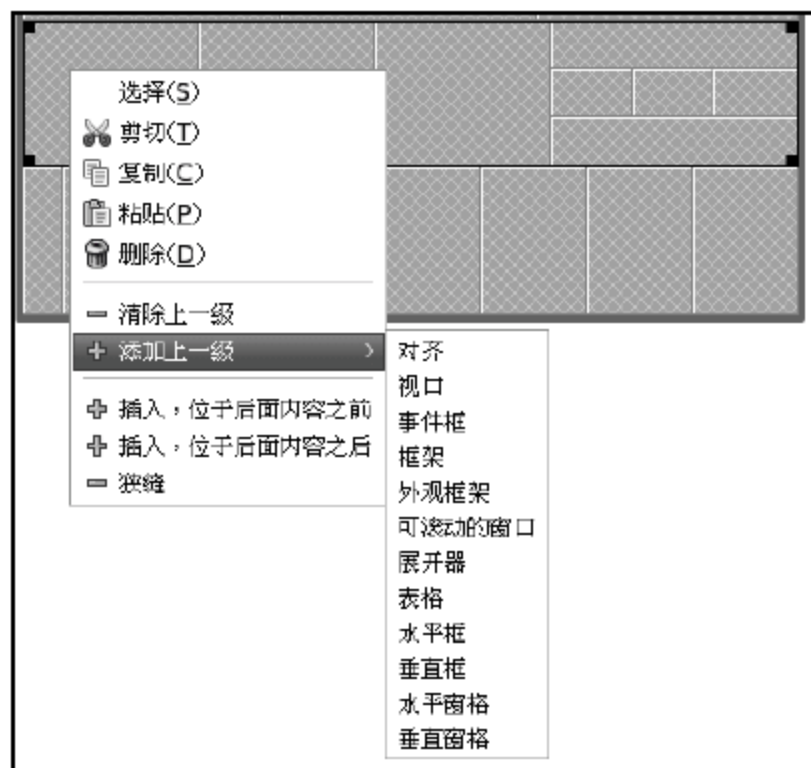 选择(S)
剪切(T)
复制(C)
粘贴(P)
删除(D)
清除上一级
添加上一级
插入，位于后面内容之前
插入，位于后面内容之后
狭缝
对齐
视口
事件框
框架
外观框架
可滚动的窗口
展开器
表格
水平框
垂直框
水平窗格
垂直窗格